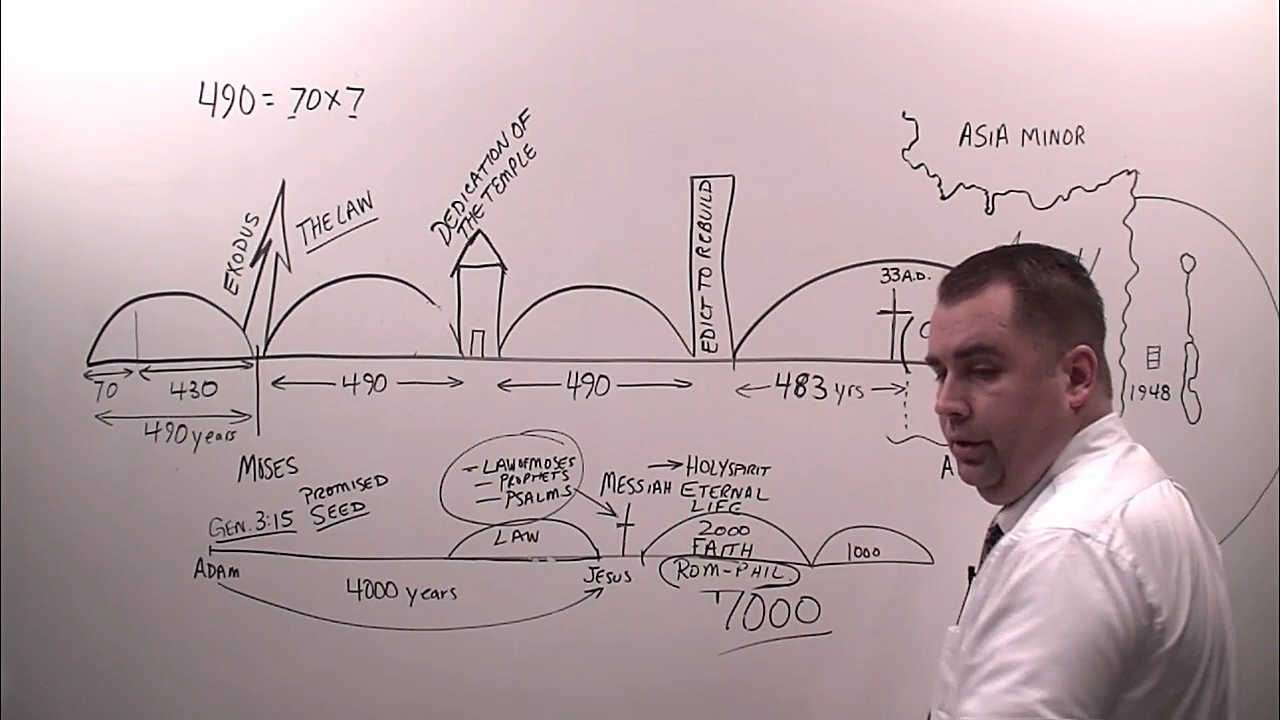 490 = 70x7
ASIA MINOR
EXODUS
THE LAW
DEDICATION OF
THE TEMPLE
EDICT TO REBUILD
33 A.D.
70
430
490
490
483 yrs
1948
490 years
MOSES
GEN. 3:15
PROMISED
SEED
- LAW OF MOSES
- PROPHETS
- PSALMS
MESSIAH
→ HOLY SPIRIT
ETERNAL
LIFE
LAW
2000
FAITH
1000
ADAM
4000 years
JESUS
ROM-PHIL.
7000